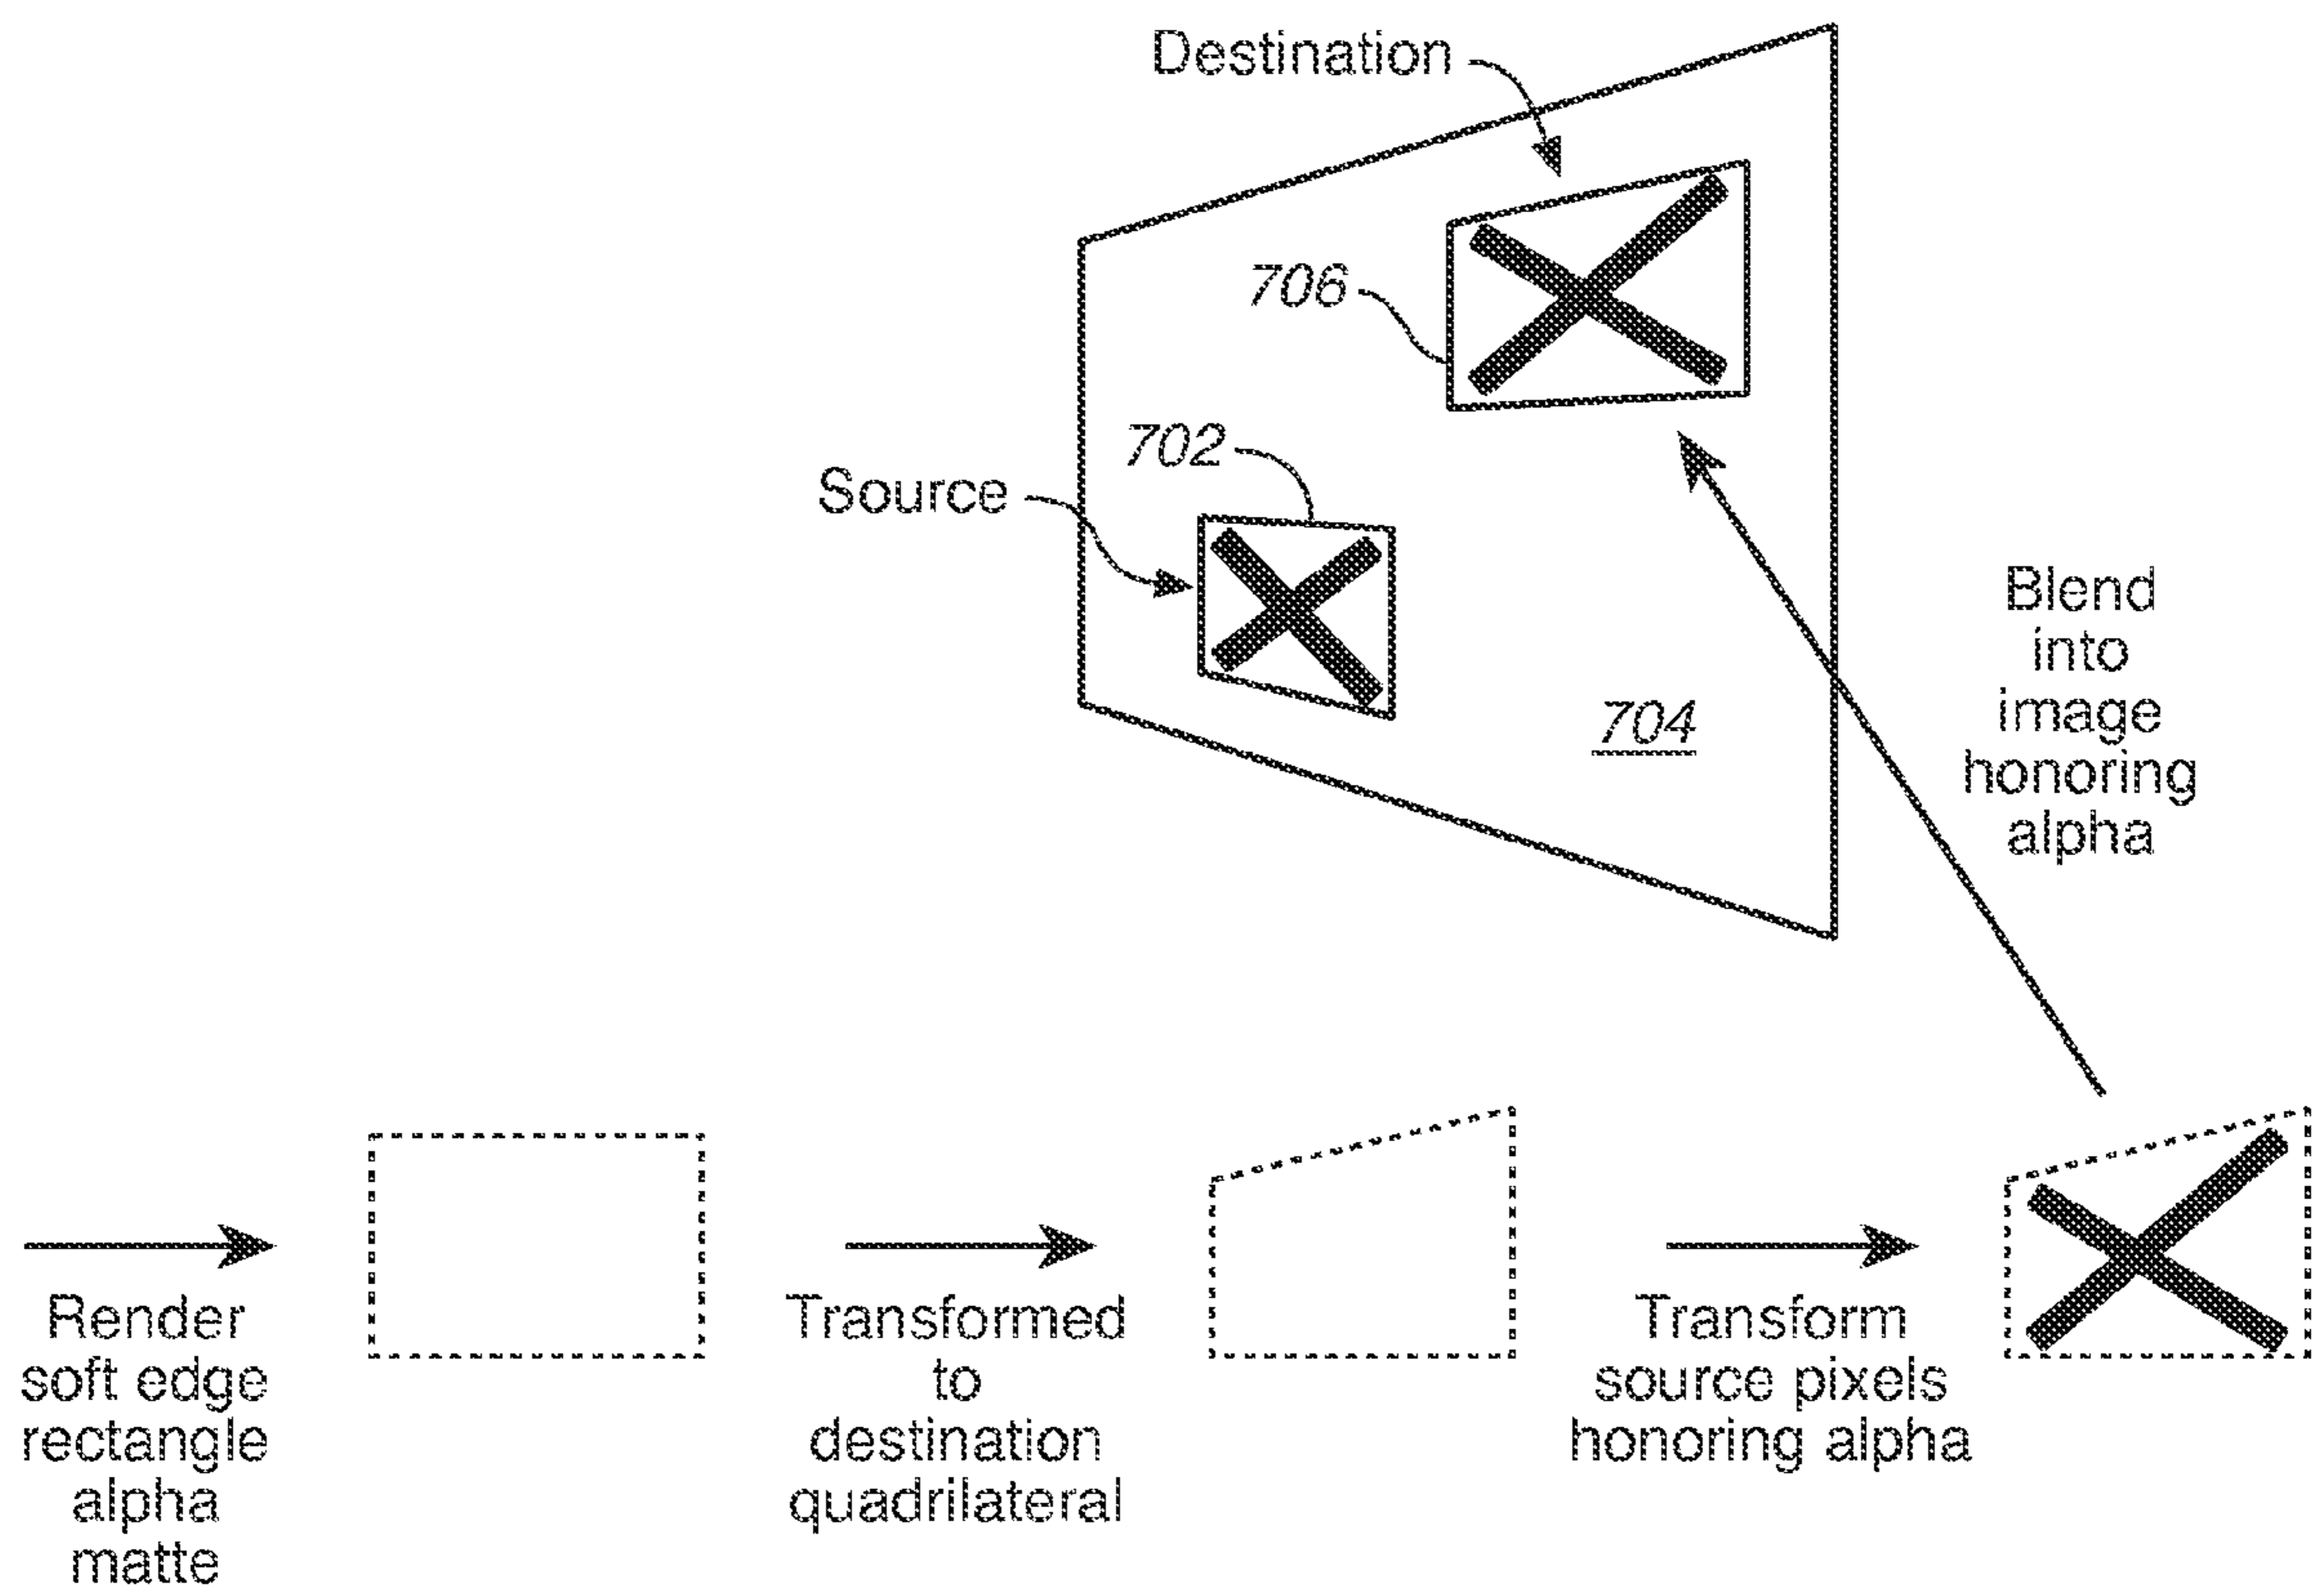 Destination
706
702
Source
704
Blend
into
image
honoring
alpha
Render
soft edge
rectangle
alpha
matte
Transformed
to
destination
quadrilateral
Transform
source pixels
honoring alpha